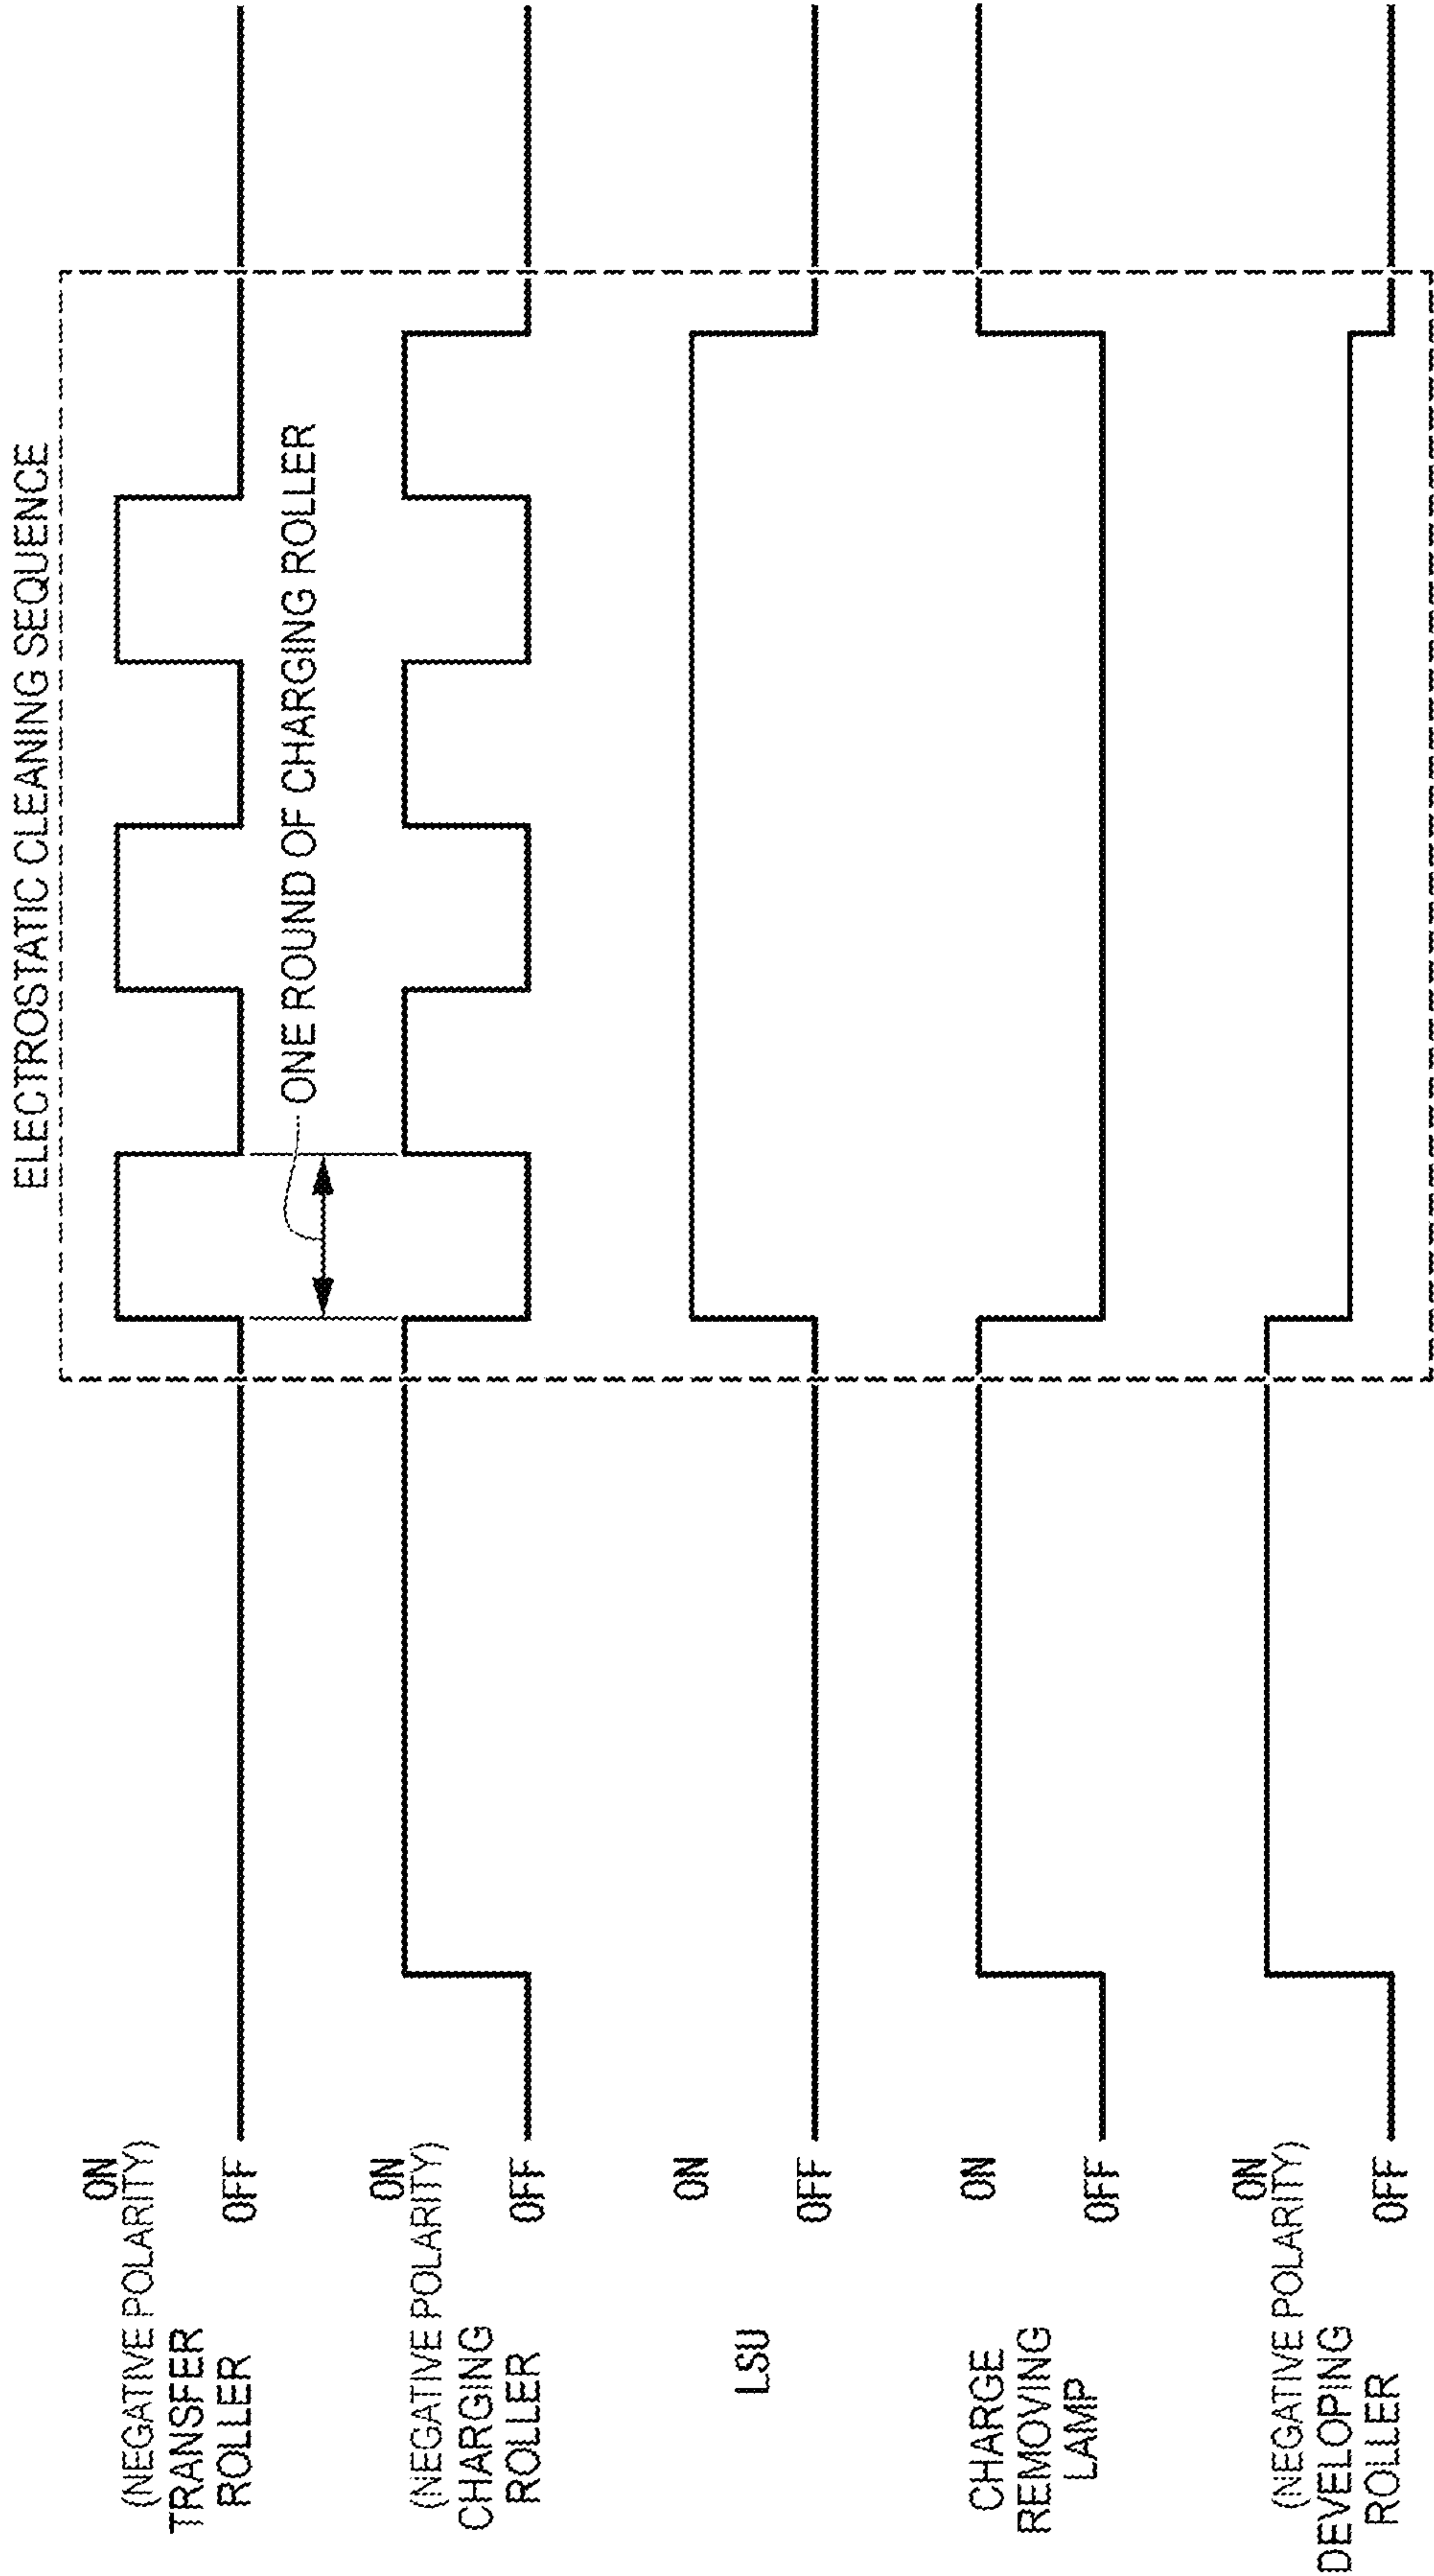 ELECTROSTATIC CLEANING SEQUENCE
ON
(NEGATIVE POLARITY)
TRANSFER
ROLLER
OFF
ONE ROUND OF CHARGING ROLLER
ON
(NEGATIVE POLARITY)
CHARGING
ROLLER
OFF
ON
LSU
OFF
ON
CHARGE
REMOVING
LAMP
OFF
ON
(NEGATIVE POLARITY)
DEVELOPING
ROLLER
OFF